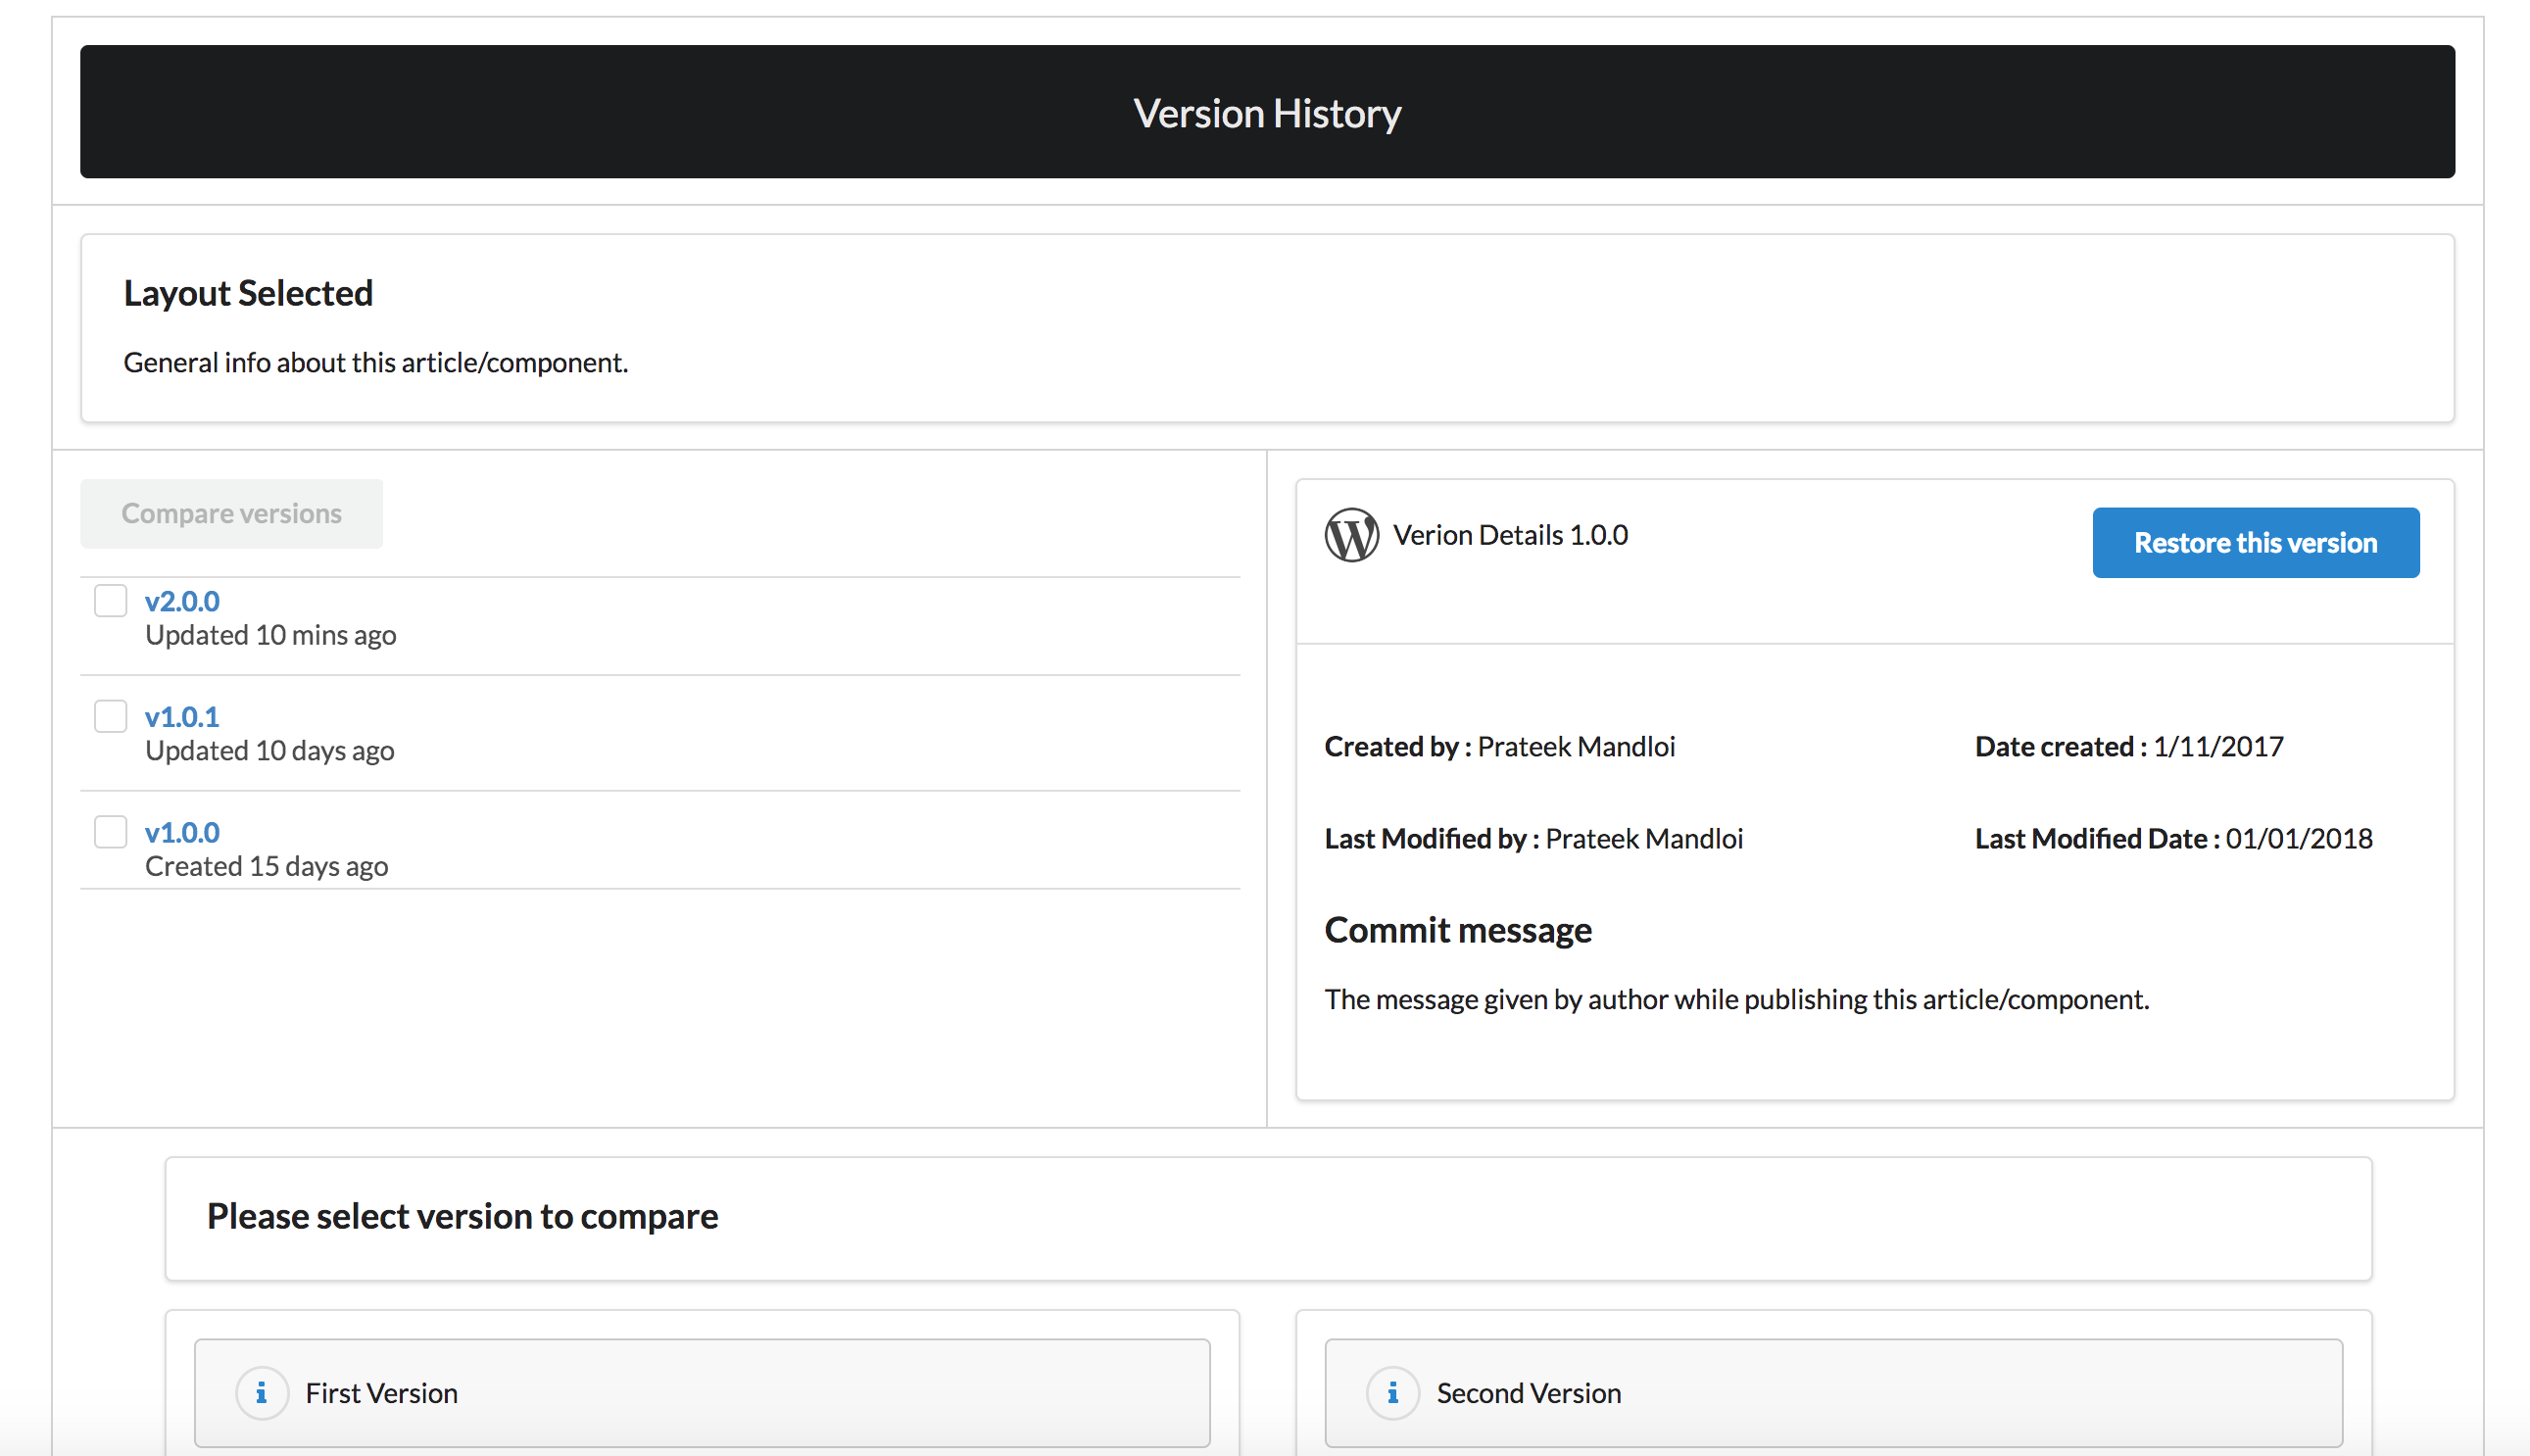 Version History
Layout Selected
General info about this article/component.
Compare versions
v2.0.0
Updated 10 mins ago
v1.0.1
Updated 10 days ago
v1.0.0
Created 15 days ago
Verion Details 1.0.0
Restore this version
Created by : Prateek Mandloi
Date created : 1/11/2017
Last Modified by : Prateek Mandloi
Last Modified Date : 01/01/2018
Commit message
The message given by author while publishing this article/component.
Please select version to compare
First Version
Second Version